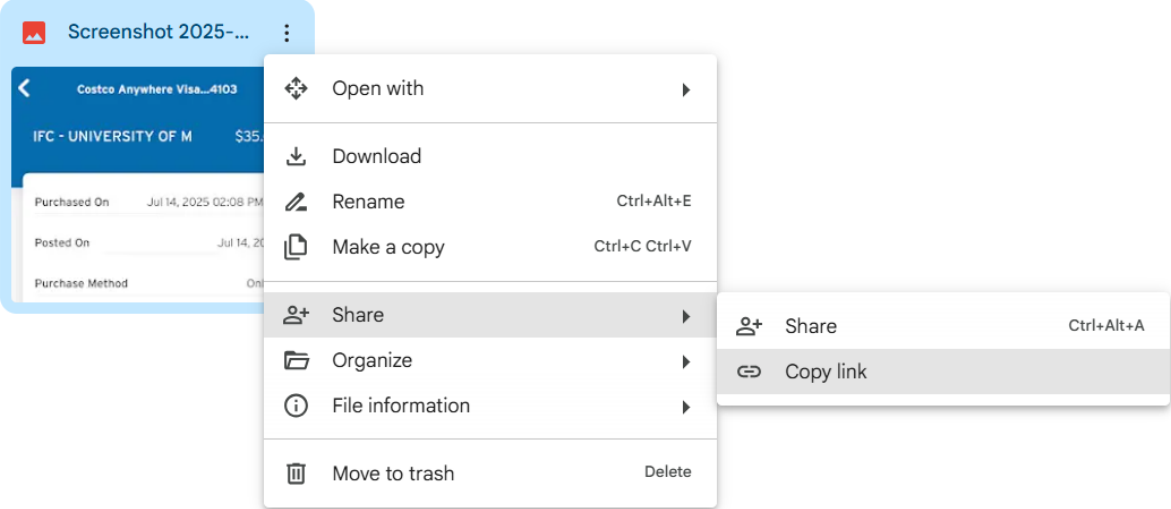 Screenshot 2025-...
Costco Anywhere Visa...4103
IFC - UNIVERSITY OF M $35.
Purchased On Jul 14, 2025 02:08 PM
Posted On Jul 14, 20
Purchase Method Onl
Open with
Download
Rename Ctrl+Alt+E
Make a copy Ctrl+C Ctrl+V
Share
Organize
File information
Move to trash Delete
Share Ctrl+Alt+A
Copy link